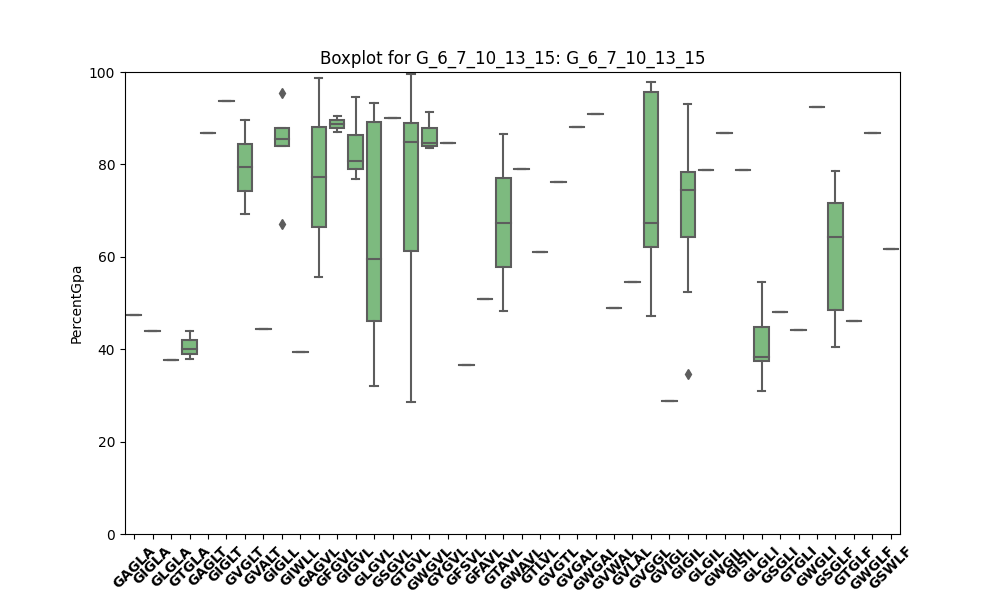 Boxplot for G_6_7_10_13_15: G_6_7_10_13_15
PercentGpa
100
80
60
40
20
0
GAGLA
GIGLA
GLGLA
GTGLA
GAGLT
GIGLT
GVGLT
GVALT
GIGLL
GIWLL
GAGVL
GFGVL
GIGVL
GLGVL
GSGVL
GTGVL
GWGVL
GYGVL
GFSVL
GFAVL
GTAVL
GWAVL
GTLVL
GVGTL
GVGAL
GWGAL
GVWAL
GVLAL
GVGGL
GVIGL
GIGIL
GLGIL
GWGIL
GISIL
GLGLI
GSGLI
GTGLI
GWGLI
GSGLF
GTGLF
GWGLF
GSWLF